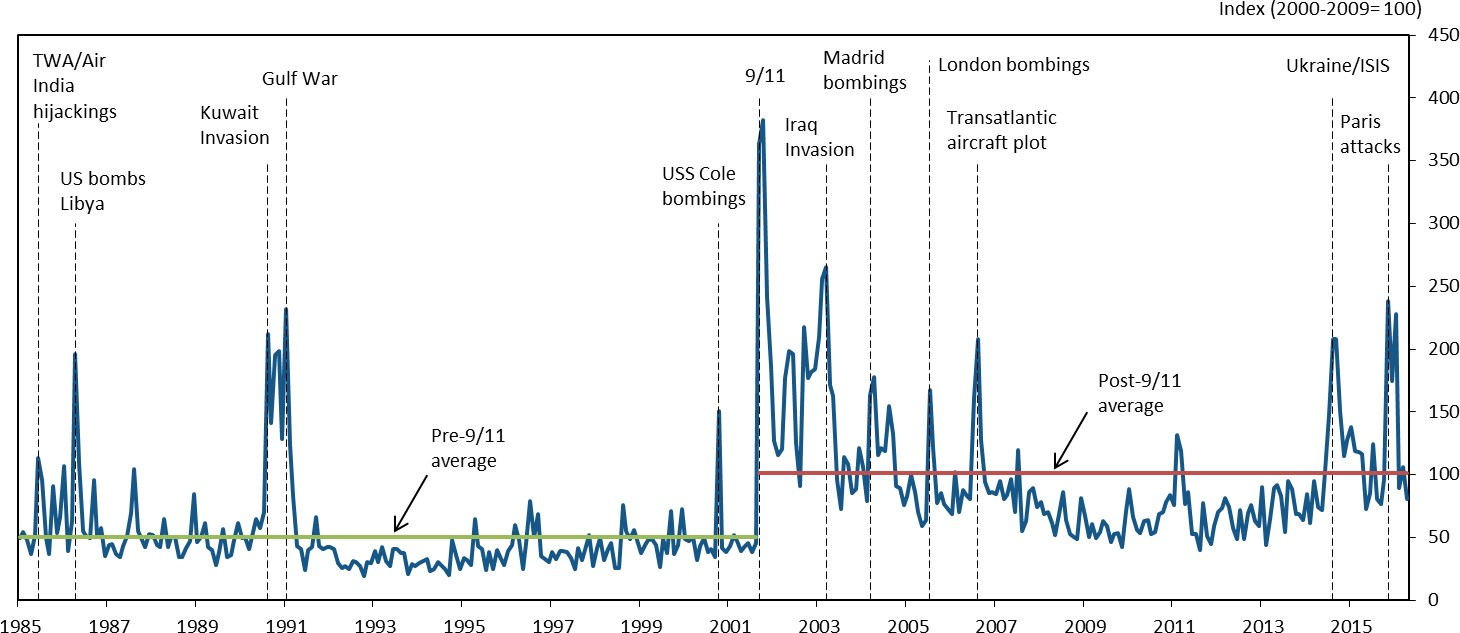 Index (2000-2009=100)
TWA/Air
India
hijackings
US bombs
Libya
Kuwait
Invasion
Gulf War
USS Cole
bombings
9/11
Iraq
Invasion
Madrid
bombings
London bombings
Transatlantic
aircraft plot
Ukraine/ISIS
Paris
attacks
Pre-9/11
average
Post-9/11
average
450
400
350
300
250
200
150
100
50
0
1985
1987
1989
1991
1993
1995
1997
1999
2001
2003
2005
2007
2009
2011
2013
2015